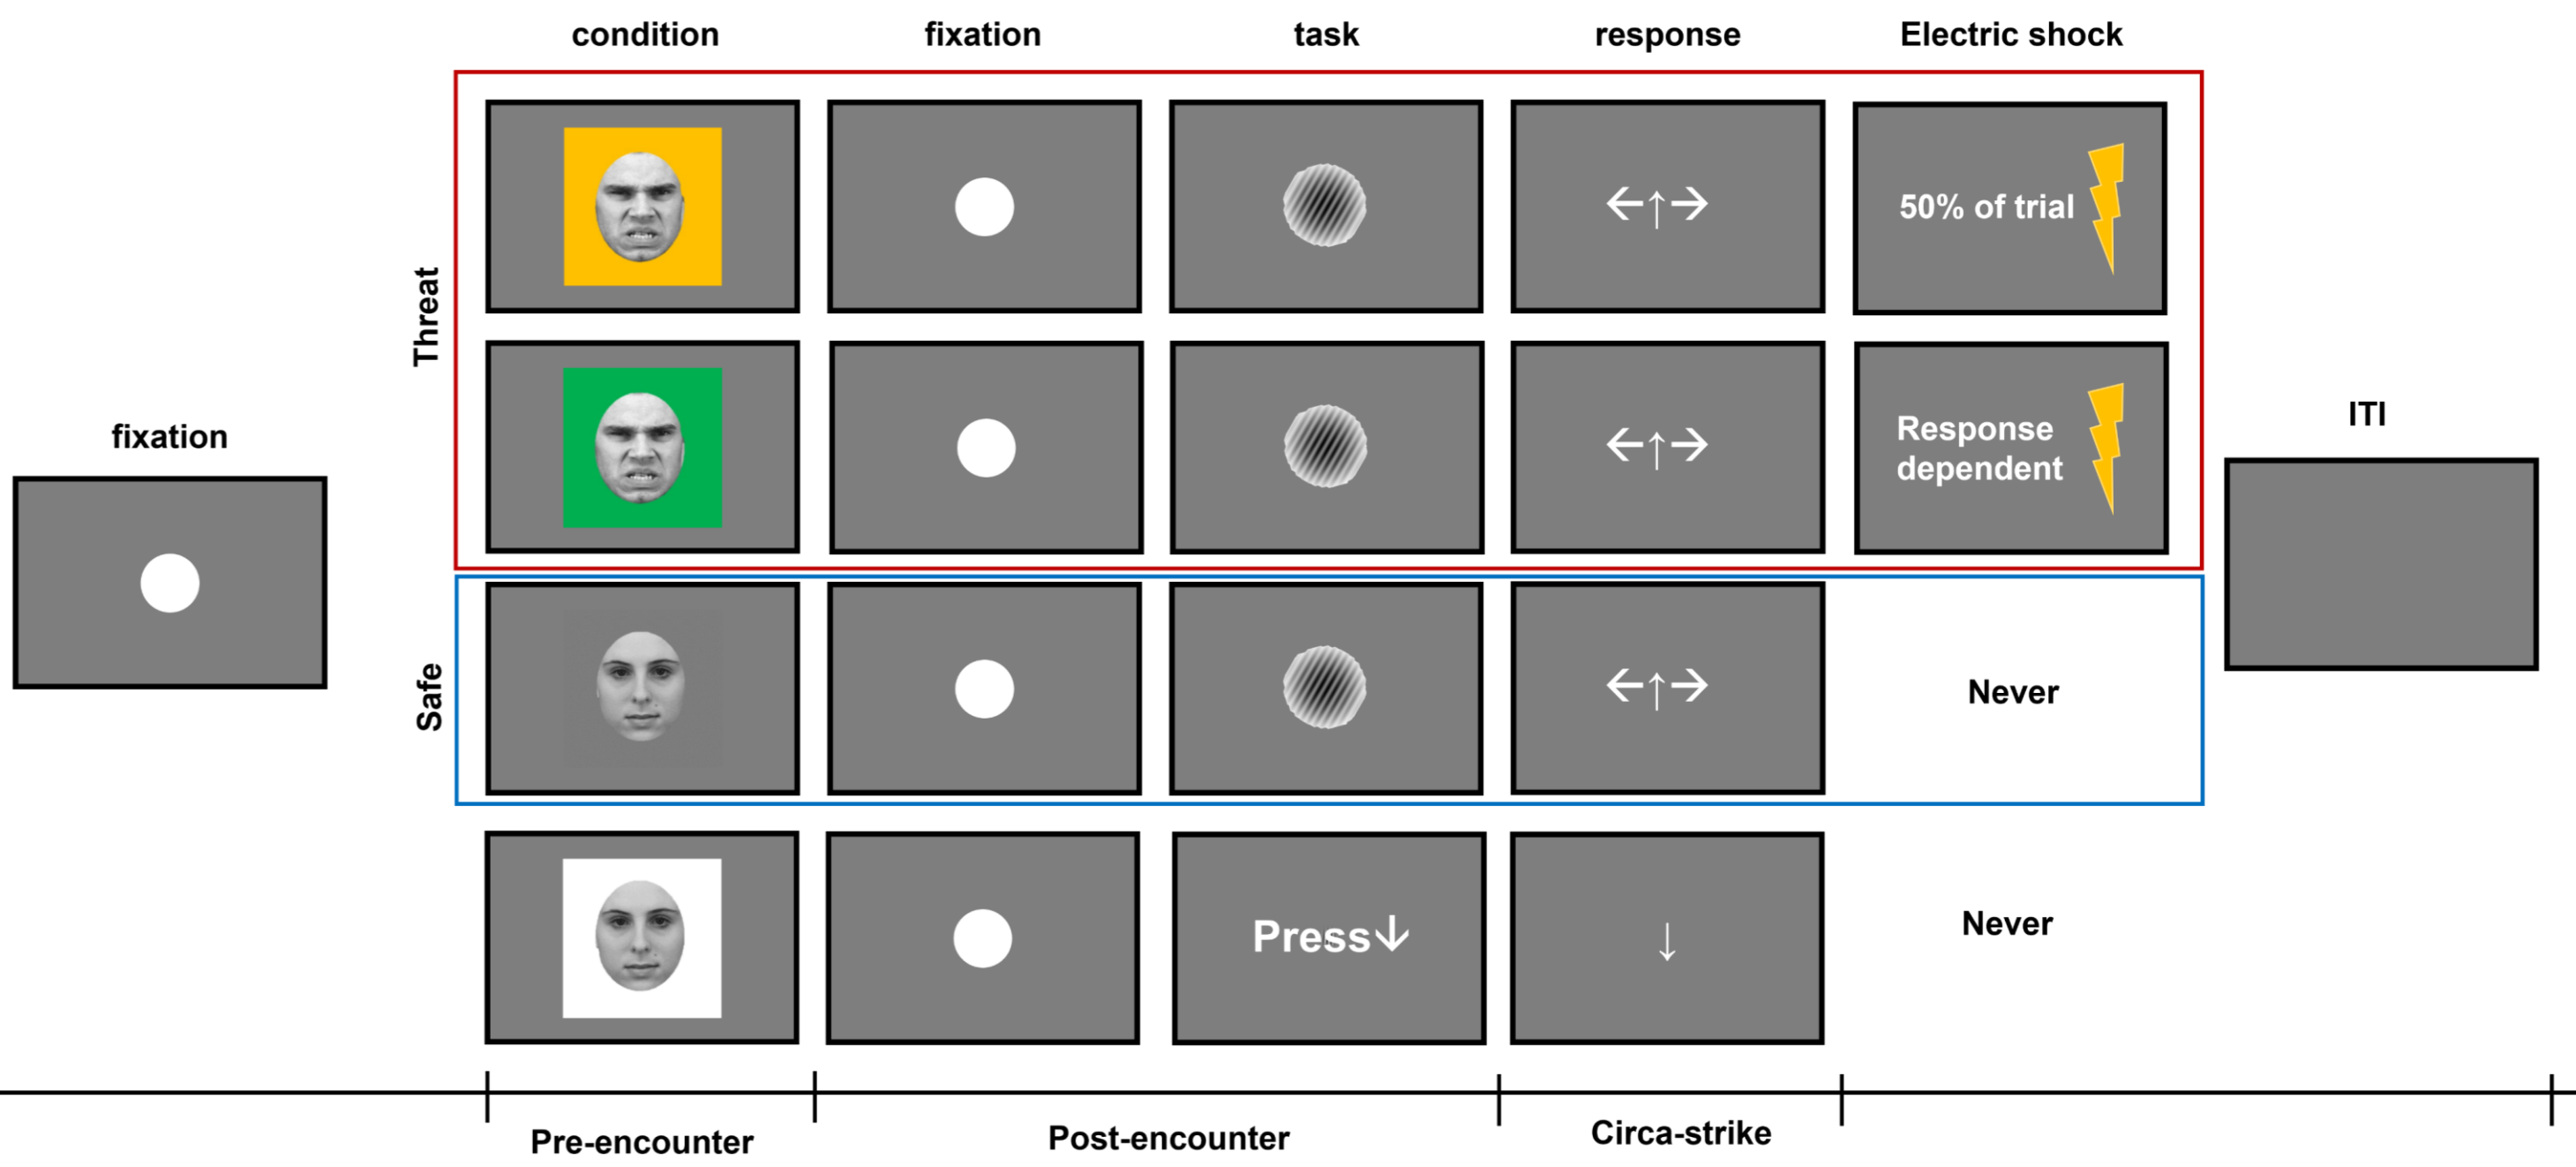 condition
fixation
task
response
Electric shock
Threat
←↑→
50% of trial
←↑→
Response
dependent
fixation
ITI
Safe
←↑→
Never
Press↓
↓
Never
Pre-encounter
Post-encounter
Circa-strike